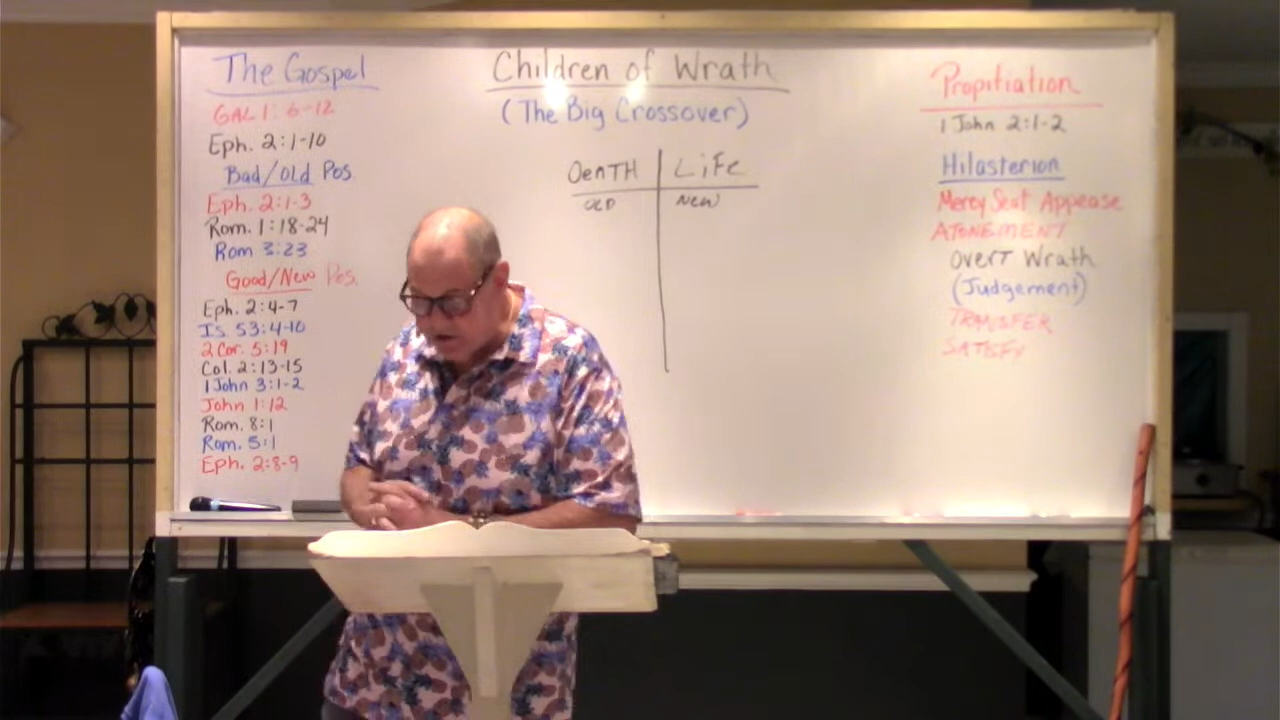 The Gospel
GAL 1: 6-12
Eph. 2:1-10
Bad/Old Pos.
Eph. 2:1-3
Rom. 1:18-24
Rom 3:23
Good/New Pos.
Eph. 2:4-7
Is. 53:4-10
2 Cor. 5:19
Col. 2:13-15
1 John 3:1-2
John 1:12
Rom. 8:1
Rom. 5:1
Eph. 2:8-9
Children of Wrath
(The Big Crossover)
DEATH LiFe
OLD NEW
Propitiation
1 John 2:1-2
Hilasterion
Mercy Seat Appease
ATONEMENT
OverT Wrath
(Judgement)
TRANSFER
SATISFY